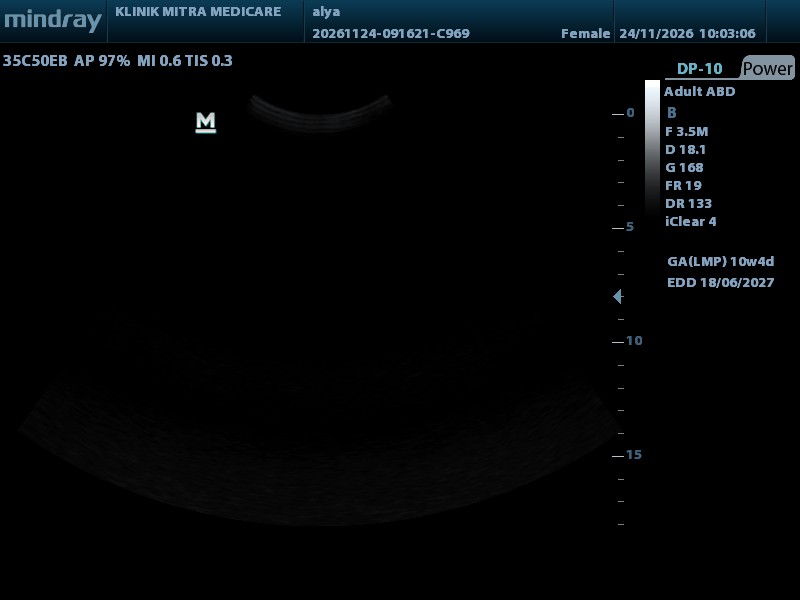 mindray
KLINIK MITRA MEDICARE
alya
20261124-091621-C969
Female
24/11/2026 10:03:06
35C50EB AP 97% MI 0.6 TIS 0.3
DP-10
Power
M
Adult ABD
B
F 3.5M
D 18.1
G 168
FR 19
DR 133
iClear 4
GA(LMP) 10w4d
EDD 18/06/2027
0
5
10
15